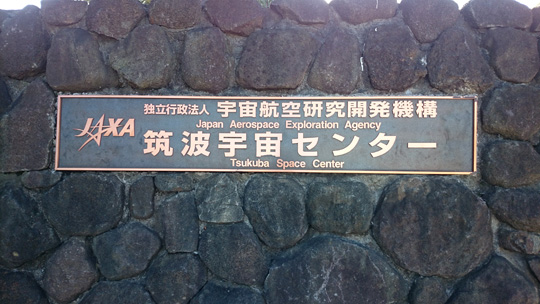 JAXA
独立行政法人 宇宙航空研究開発機構
Japan Aerospace Exploration Agency
筑波宇宙センター
Tsukuba Space Center